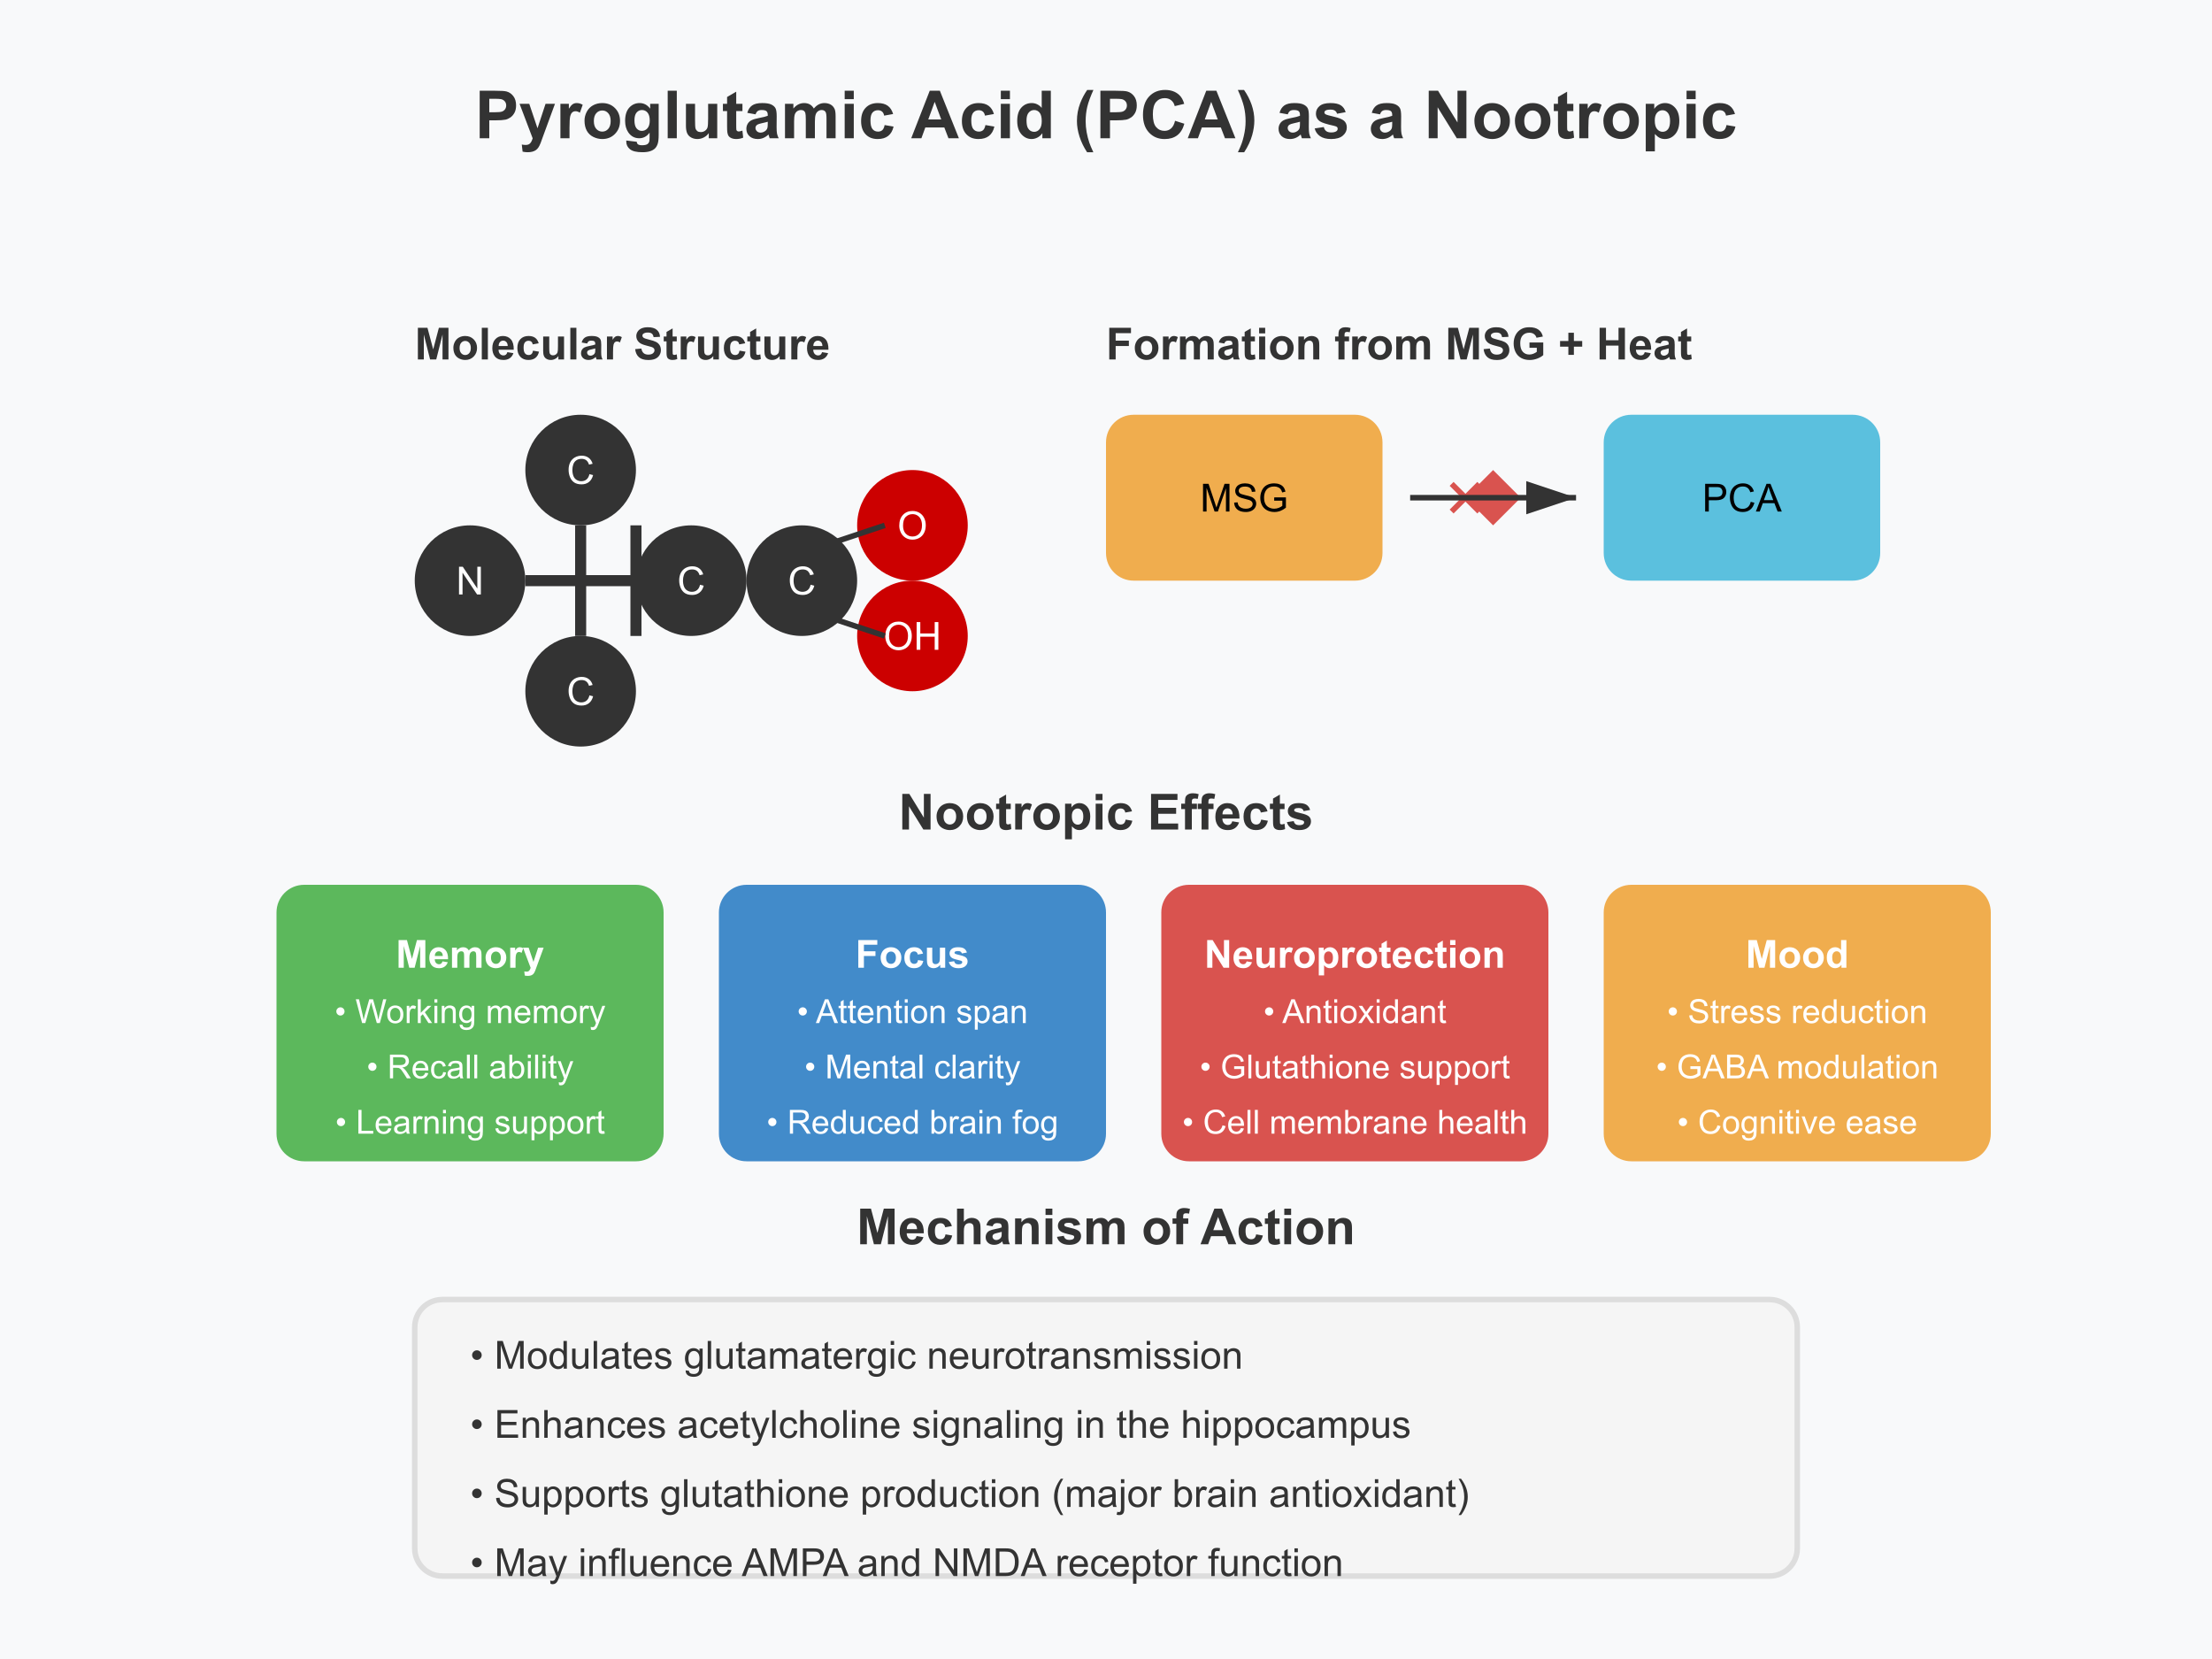 Pyroglutamic Acid (PCA) as a Nootropic
Molecular Structure
C
N
C
C
C
O
OH
Formation from MSG + Heat
MSG
PCA
Nootropic Effects
Memory
• Working memory
• Recall ability
• Learning support
Focus
• Attention span
• Mental clarity
• Reduced brain fog
Neuroprotection
• Antioxidant
• Glutathione support
• Cell membrane health
Mood
• Stress reduction
• GABA modulation
• Cognitive ease
Mechanism of Action
• Modulates glutamatergic neurotransmission
• Enhances acetylcholine signaling in the hippocampus
• Supports glutathione production (major brain antioxidant)
• May influence AMPA and NMDA receptor function